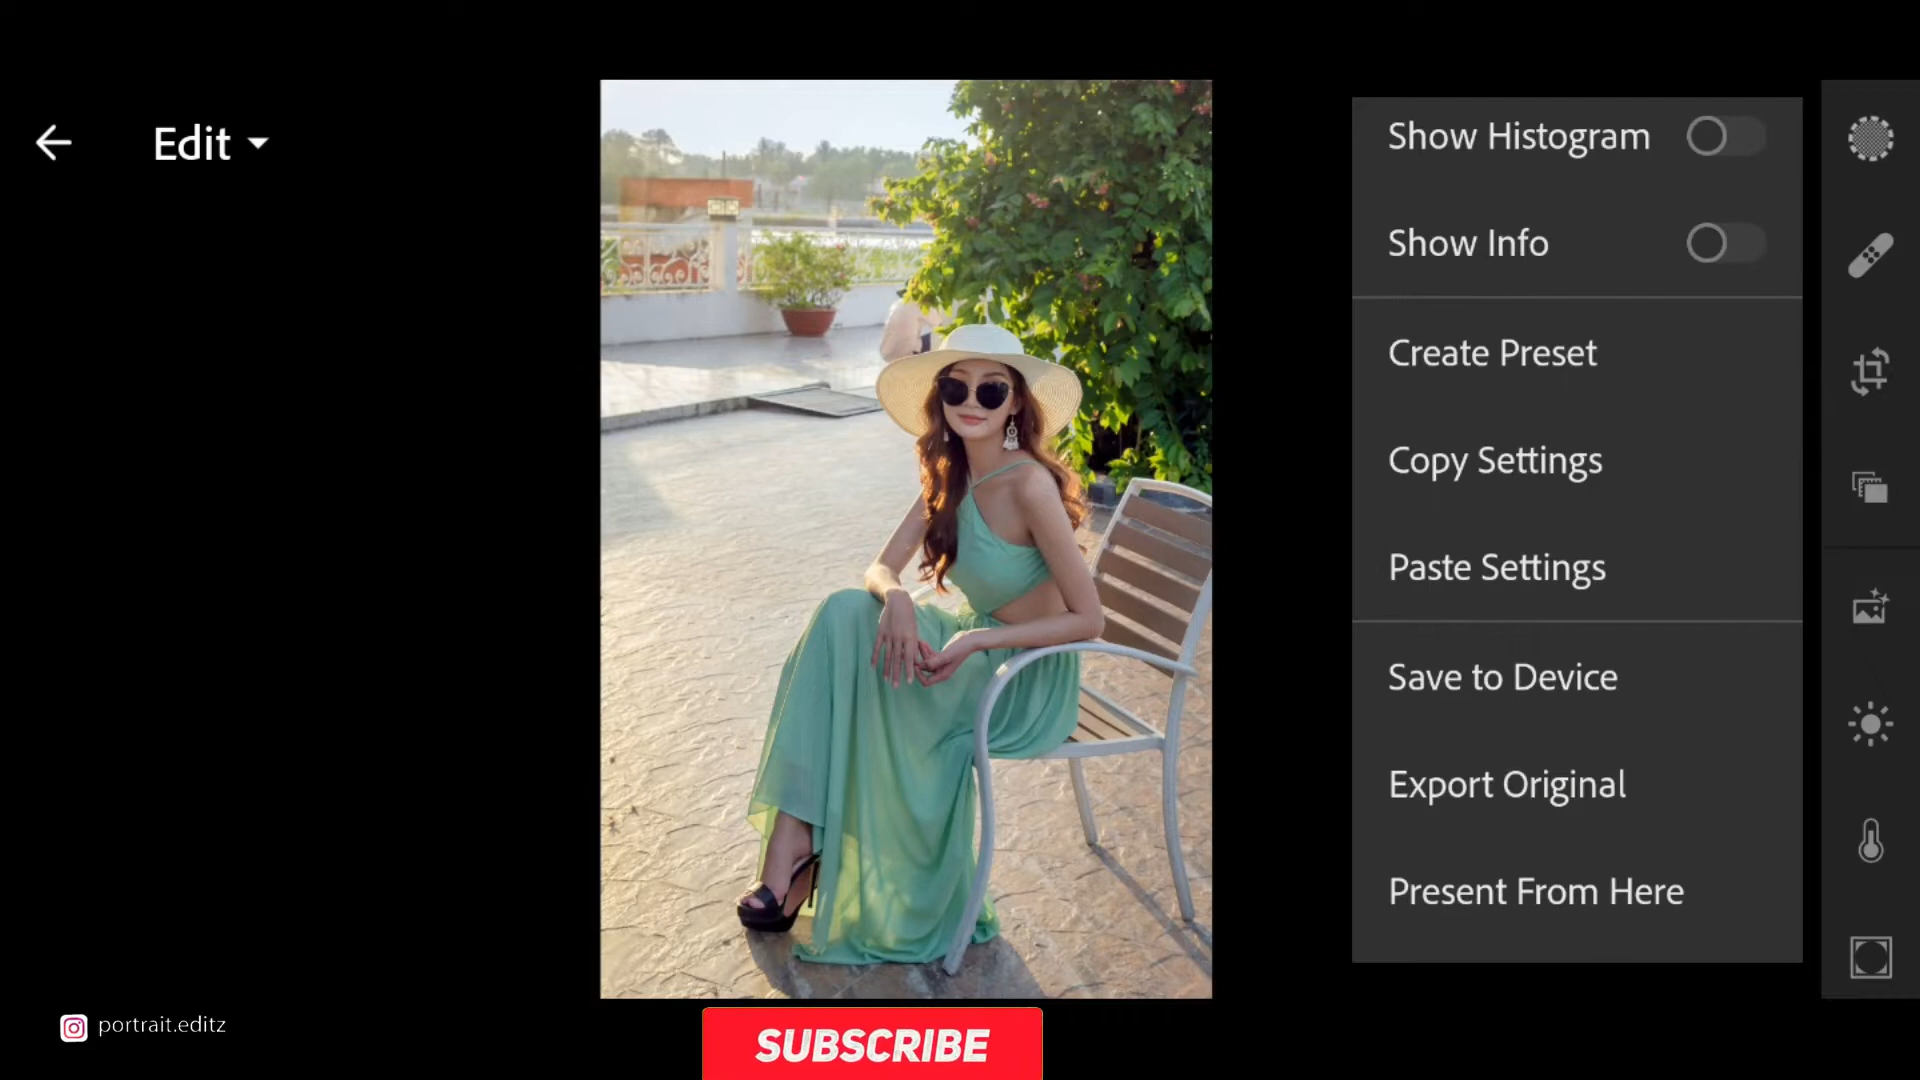 Edit
Show Histogram
Show Info
Create Preset
Copy Settings
Paste Settings
Save to Device
Export Original
Present From Here
portrait.editz
SUBSCRIBE